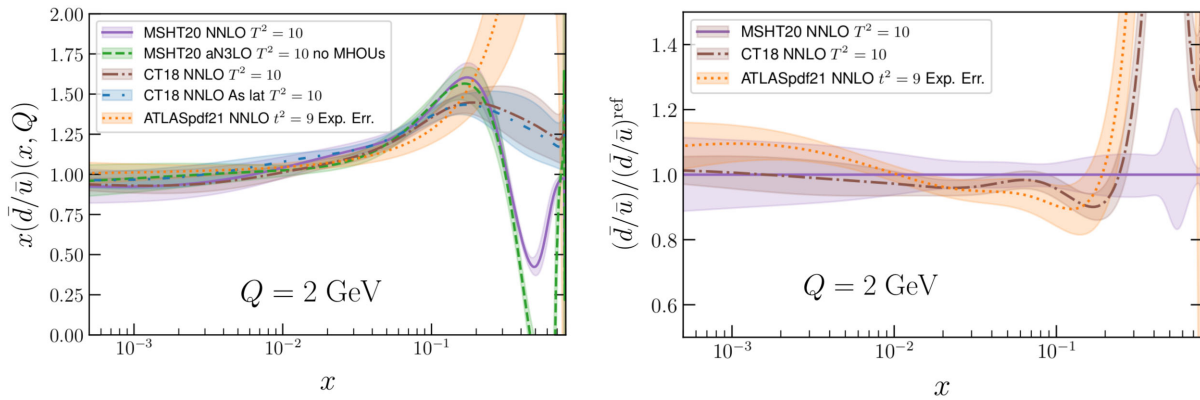 2.00
1.75
1.50
1.25
1.00
0.75
0.50
0.25
0.00
x(d̄/ū)(x, Q)
MSHT20 NNLO T² = 10
MSHT20 aN3LO T² = 10 no MHOUs
CT18 NNLO T² = 10
CT18 NNLO As lat T² = 10
ATLASpdf21 NNLO t² = 9 Exp. Err.
Q = 2 GeV
10⁻³ 10⁻² 10⁻¹
x
1.4
1.2
1.0
0.8
0.6
(d̄/ū)/(d̄/ū)ʳᵉᶠ
MSHT20 NNLO T² = 10
CT18 NNLO T² = 10
ATLASpdf21 NNLO t² = 9 Exp. Err.
Q = 2 GeV
10⁻³ 10⁻² 10⁻¹
x